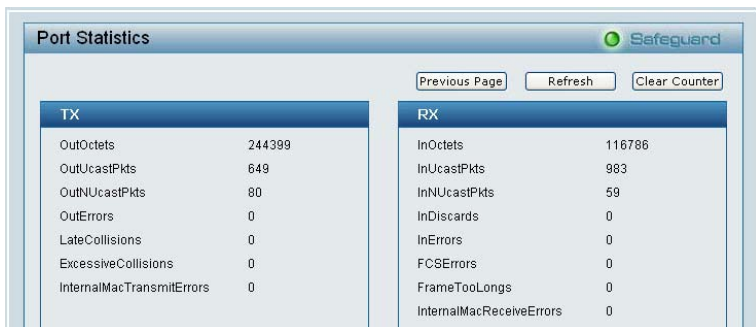 Port Statistics
Safeguard
Previous Page Refresh Clear Counter
TX
OutOctets 244399
OutUcastPkts 649
OutNUcastPkts 80
OutErrors 0
LateCollisions 0
ExcessiveCollisions 0
InternalMacTransmitErrors 0
RX
InOctets 116786
InUcastPkts 983
InNUcastPkts 59
InDiscards 0
InErrors 0
FCSErrors 0
FrameTooLongs 0
InternalMacReceiveErrors 0